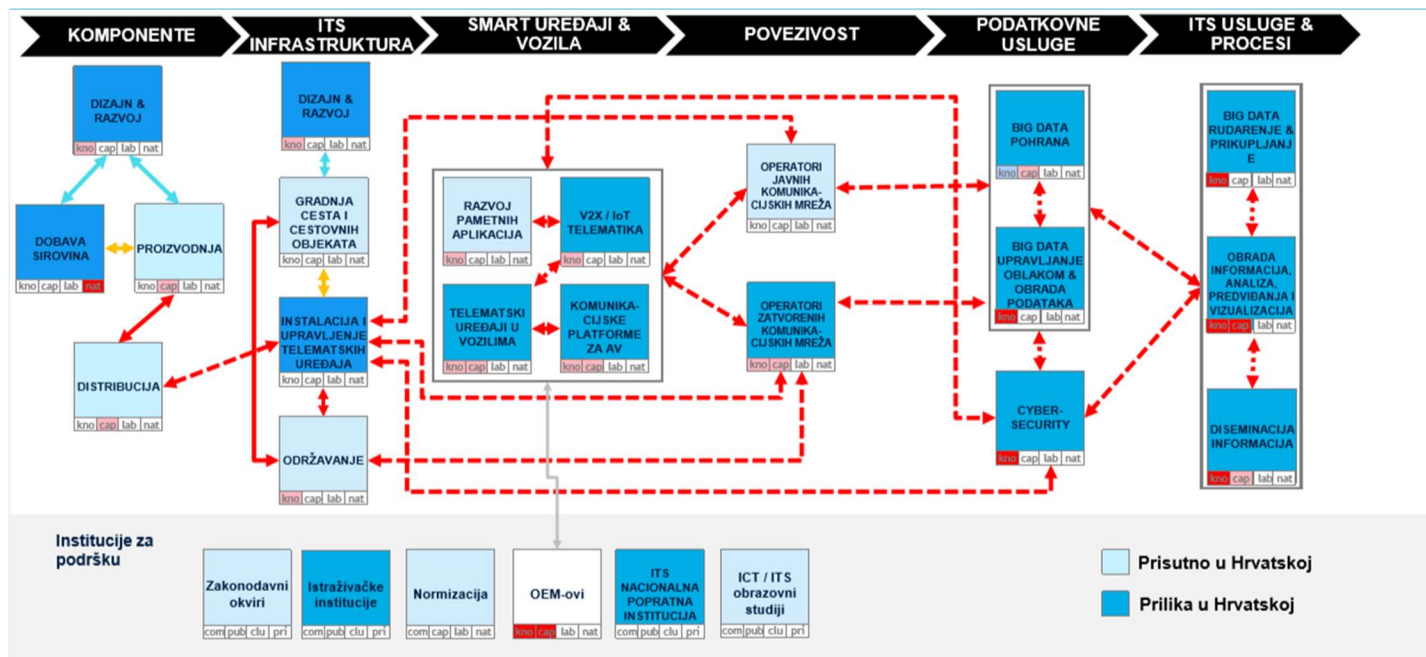 KOMPONENTE
ITS
INFRASTRUKTURA
SMART UREĐAJI &
VOZILA
POVEZIVOST
PODATKOVNE
USLUGE
ITS USLUGE &
PROCESI
DIZAJN &
RAZVOJ
kno cap lab nat
DOBAVA
SIROVINA
kno cap lab nat
PROIZVODNJA
kno cap lab nat
DISTRIBUCIJA
kno cap lab nat
DIZAJN &
RAZVOJ
kno cap lab nat
GRADNJA
CESTA I
CESTOVNIH
OBJEKATA
kno cap lab nat
INSTALACIJA I
UPRAVLJENJE
TELEMATSKIH
UREĐAJA
kno cap lab nat
ODRŽAVANJE
kno cap lab nat
RAZVOJ
PAMETNIH
APLIKACIJA
kno cap lab nat
V2X / IoT
TELEMATIKA
kno cap lab nat
TELEMATSKI
UREĐAJI U
VOZILIMA
kno cap lab nat
KOMUNIKA-
CIJSKE
PLATFORME
ZA AV
kno cap lab nat
OPERATORI
JAVNIH
KOMUNIKA-
CIJSKIH MREŽA
kno cap lab nat
OPERATORI
ZATVORENIH
KOMUNIKA-
CIJSKIH MREŽA
kno cap lab nat
BIG DATA
POHRANA
kno cap lab nat
BIG DATA
UPRAVLJANJE
OBLAKOM &
OBRADA
PODATAKA
kno cap lab nat
CYBER-
SECURITY
kno cap lab nat
BIG DATA
RUDARENJE &
PRIKUPLJANJ
E
kno cap lab nat
OBRADA
INFORMACIJA,
ANALIZA,
PREDVIĐANJA I
VIZUALIZACIJA
kno cap lab nat
DISEMINACIJA
INFORMACIJA
kno cap lab nat
Institucije za
podršku
Zakonodavni
okviri
com pub clu pri
Istraživačke
institucije
com pub clu pri
Normizacija
com cap lab nat
OEM-ovi
kno cap lab nat
ITS
NACIONALNA
POPRATNA
INSTITUCIJA
com pub clu pri
ICT / ITS
obrazovni
studiji
com pub clu pri
Prisutno u Hrvatskoj
Prilika u Hrvatskoj